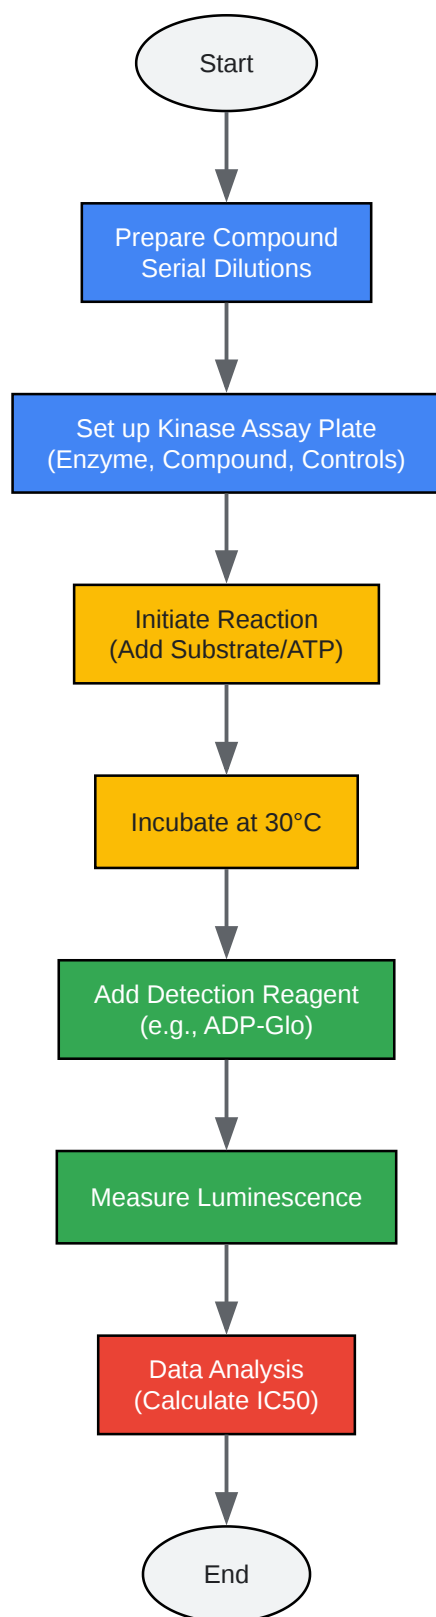 Start
Prepare Compound
Serial Dilutions
Set up Kinase Assay Plate
(Enzyme, Compound, Controls)
Initiate Reaction
(Add Substrate/ATP)
Incubate at 30°C
Add Detection Reagent
(e.g., ADP-Glo)
Measure Luminescence
Data Analysis
(Calculate IC50)
End